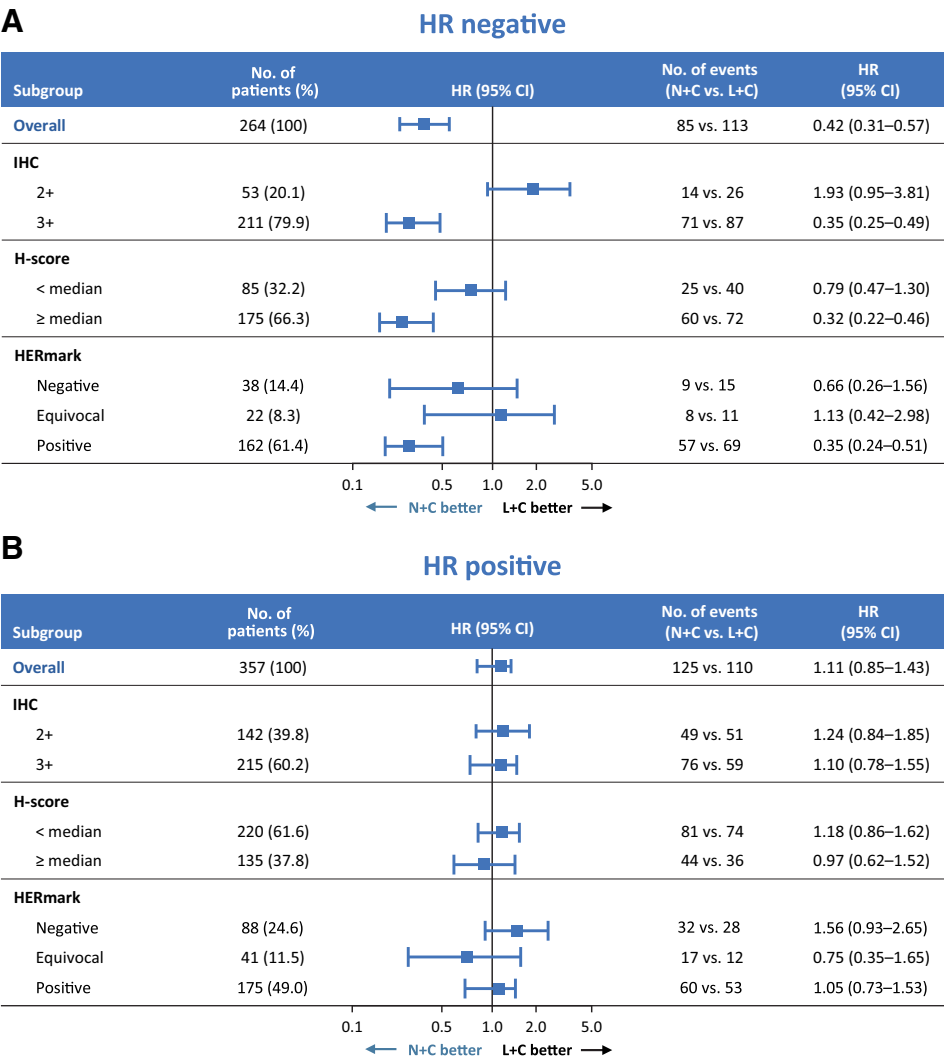 A
HR negative
Subgroup No. of patients (%) HR (95% CI) No. of events (N+C vs. L+C) HR (95% CI)
Overall 264 (100) 85 vs. 113 0.42 (0.31–0.57)
IHC
2+ 53 (20.1) 14 vs. 26 1.93 (0.95–3.81)
3+ 211 (79.9) 71 vs. 87 0.35 (0.25–0.49)
H-score
< median 85 (32.2) 25 vs. 40 0.79 (0.47–1.30)
≥ median 175 (66.3) 60 vs. 72 0.32 (0.22–0.46)
HERmark
Negative 38 (14.4) 9 vs. 15 0.66 (0.26–1.56)
Equivocal 22 (8.3) 8 vs. 11 1.13 (0.42–2.98)
Positive 162 (61.4) 57 vs. 69 0.35 (0.24–0.51)
0.1 0.5 1.0 2.0 5.0
N+C better L+C better
B
HR positive
Subgroup No. of patients (%) HR (95% CI) No. of events (N+C vs. L+C) HR (95% CI)
Overall 357 (100) 125 vs. 110 1.11 (0.85–1.43)
IHC
2+ 142 (39.8) 49 vs. 51 1.24 (0.84–1.85)
3+ 215 (60.2) 76 vs. 59 1.10 (0.78–1.55)
H-score
< median 220 (61.6) 81 vs. 74 1.18 (0.86–1.62)
≥ median 135 (37.8) 44 vs. 36 0.97 (0.62–1.52)
HERmark
Negative 88 (24.6) 32 vs. 28 1.56 (0.93–2.65)
Equivocal 41 (11.5) 17 vs. 12 0.75 (0.35–1.65)
Positive 175 (49.0) 60 vs. 53 1.05 (0.73–1.53)
0.1 0.5 1.0 2.0 5.0
N+C better L+C better